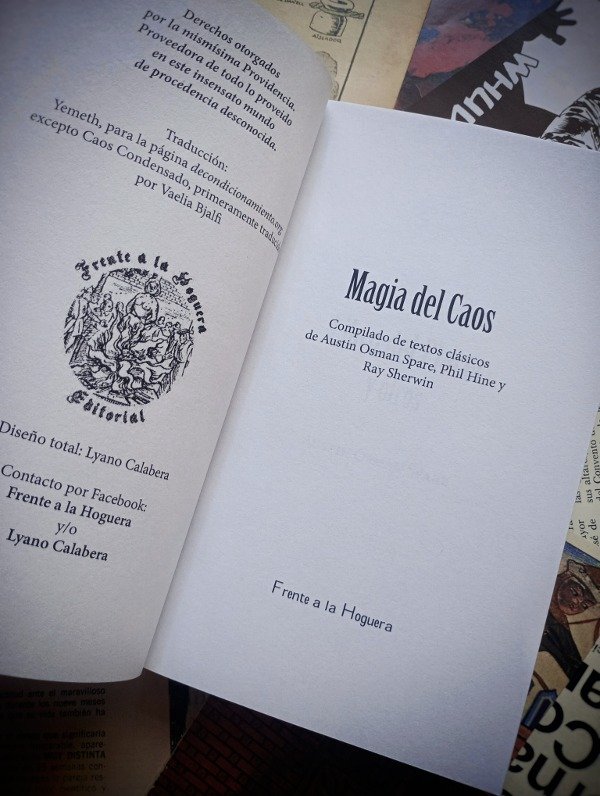 Derechos otorgados
por la mismísima Providencia,
Proveedora de todo lo proveido
en este insensato mundo
de procedencia desconocida.
Traducción:
Yemeth, para la página decondicionamiento.org
excepto Caos Condensado, primeramente
por Vaelia Bjalfi
Frente a la Hoguera
Editorial
Diseño total: Lyano Calabera
Contacto por Facebook:
Frente a la Hoguera
y/o
Lyano Calabera
Magia del Caos
Compilado de textos clásicos
de Austin Osman Spare, Phil Hine y
Ray Sherwin
Frente a la Hoguera